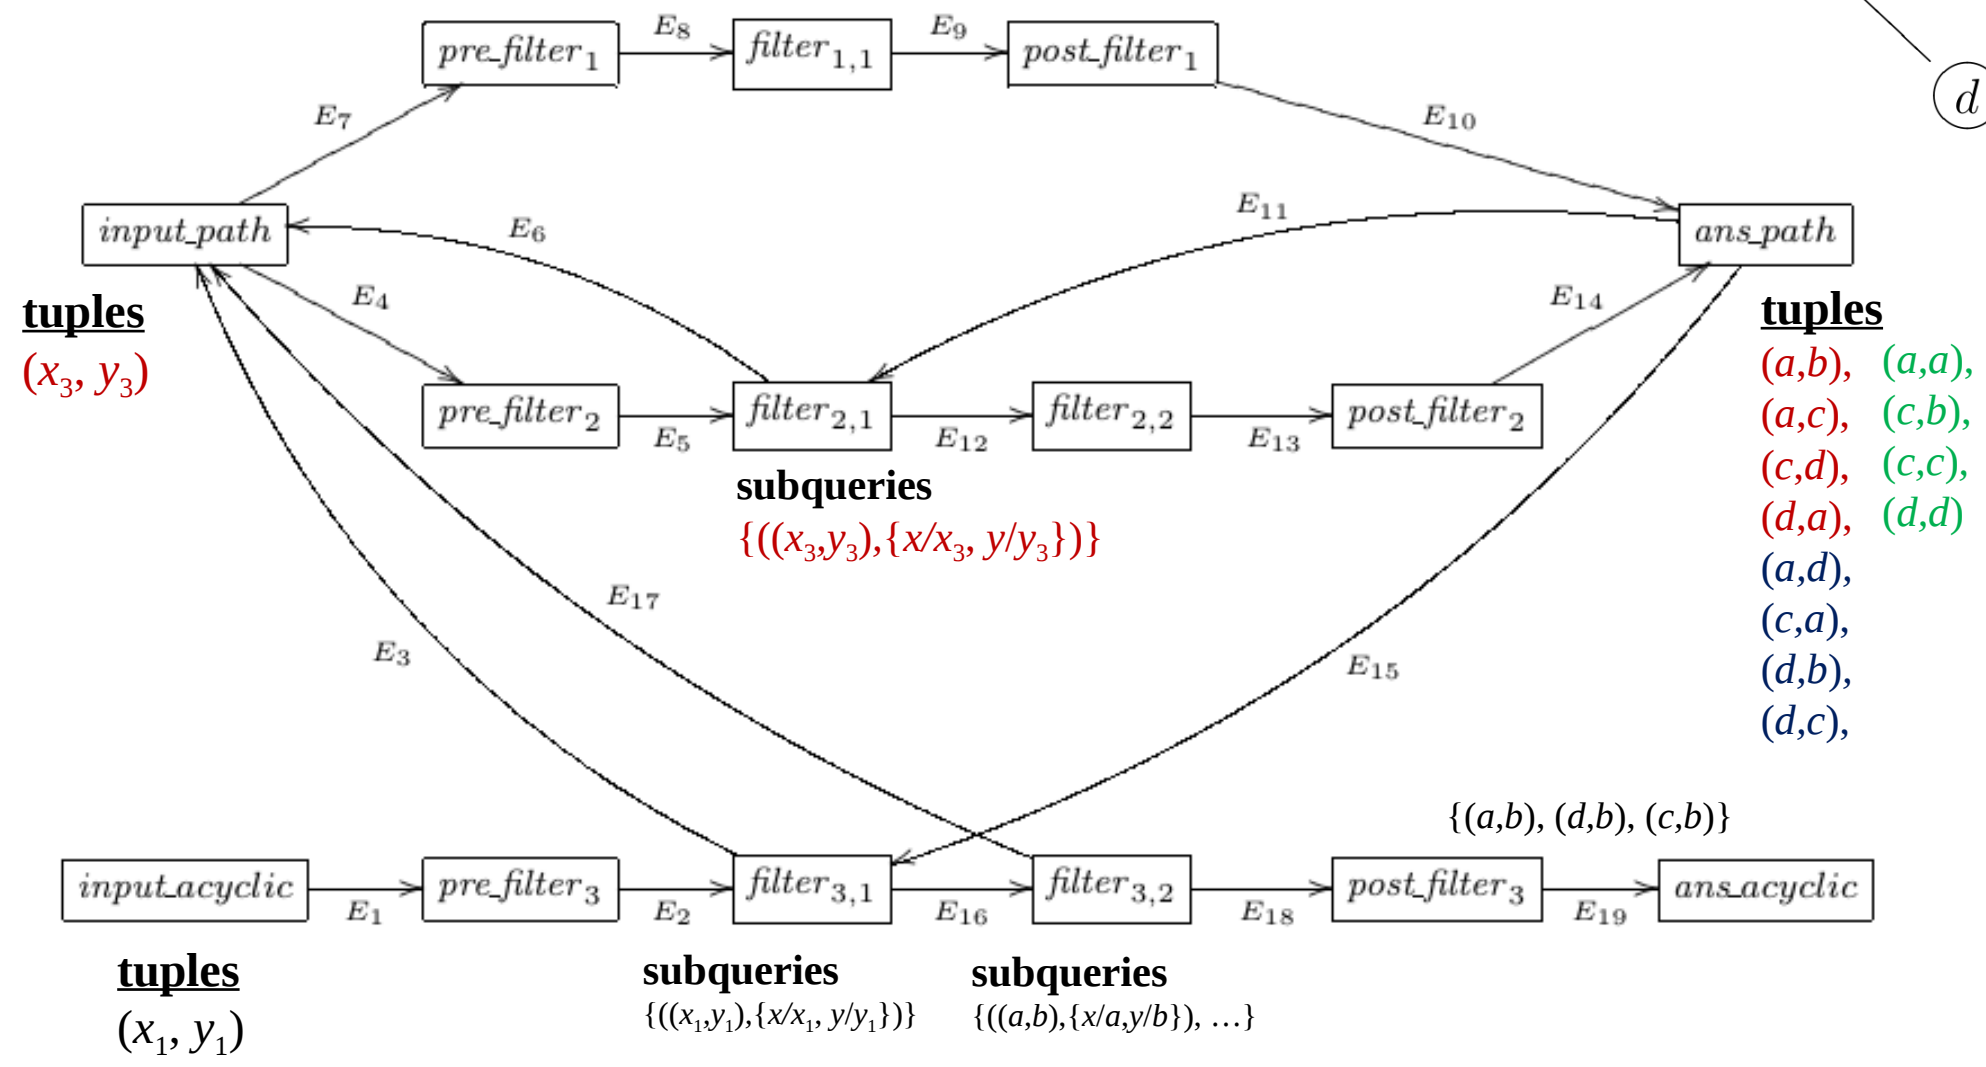 E₈ E₉
pre_filter₁ filter₁,₁ post_filter₁
d
E₇ E₁₀
E₁₁
input_path E₆ ans_path
E₄ E₁₄
tuples tuples
(x₃, y₃) (a,b), (a,a),
(a,c), (c,b),
pre_filter₂ filter₂,₁ filter₂,₂ post_filter₂
E₅ E₁₂ E₁₃
(c,d), (c,c),
subqueries
(d,a), (d,d)
{((x₃,y₃),{x/x₃, y/y₃})}
(a,d),
E₁₇
(c,a),
E₃ E₁₅
(d,b),
(d,c),
{(a,b), (d,b), (c,b)}
input_acyclic pre_filter₃ filter₃,₁ filter₃,₂ post_filter₃ ans_acyclic
E₁ E₂ E₁₆ E₁₈ E₁₉
tuples subqueries subqueries
(x₁, y₁) {((x₁,y₁),{x/x₁, y/y₁})} {((a,b),{x/a,y/b}), …}